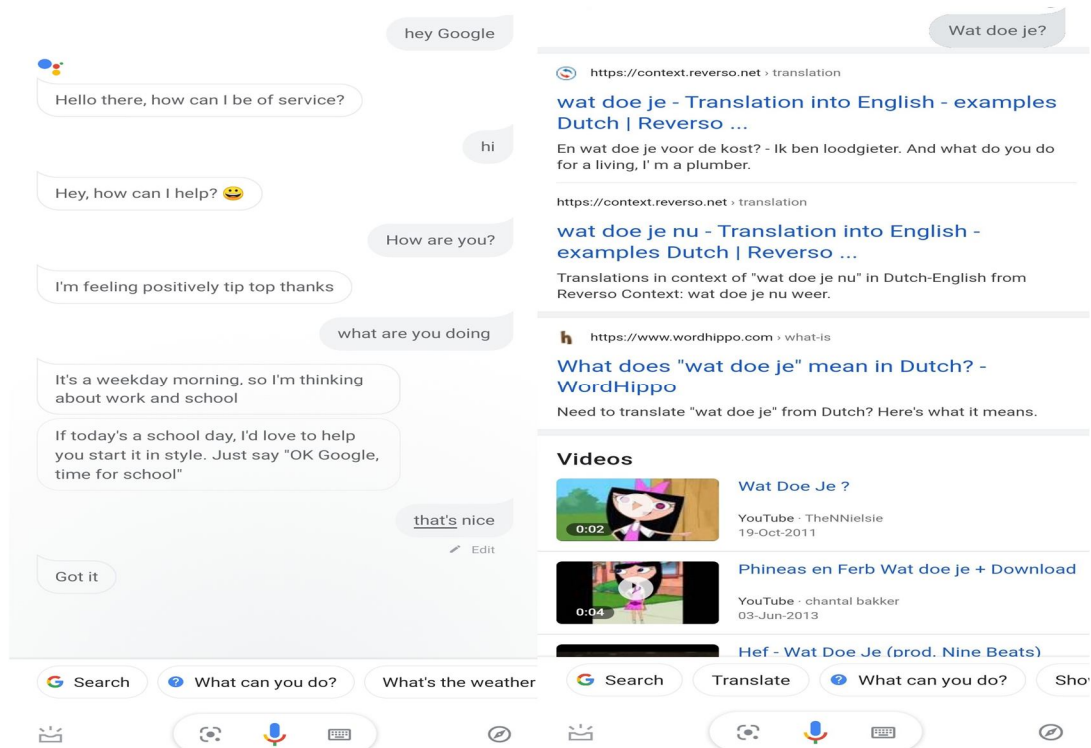 hey Google
Hello there, how can I be of service?
hi
Hey, how can I help? 😀
How are you?
I'm feeling positively tip top thanks
what are you doing
It's a weekday morning, so I'm thinking
about work and school
If today's a school day, I'd love to help
you start it in style. Just say "OK Google,
time for school"
that's nice
Edit
Got it
Search
What can you do?
What's the weather
Wat doe je?
https://context.reverso.net › translation
wat doe je - Translation into English - examples
Dutch | Reverso ...
En wat doe je voor de kost? - Ik ben loodgieter. And what do you do
for a living, I' m a plumber.
https://context.reverso.net › translation
wat doe je nu - Translation into English -
examples Dutch | Reverso ...
Translations in context of "wat doe je nu" in Dutch-English from
Reverso Context: wat doe je nu weer.
https://www.wordhippo.com › what-is
What does "wat doe je" mean in Dutch? -
WordHippo
Need to translate "wat doe je" from Dutch? Here's what it means.
Videos
Wat Doe Je ?
YouTube · TheNNielsie
0:02
19-Oct-2011
Phineas en Ferb Wat doe je + Download
YouTube · chantal bakker
0:04
03-Jun-2013
Hef - Wat Doe Je (prod. Nine Beats)
Search
Translate
What can you do?
Sho